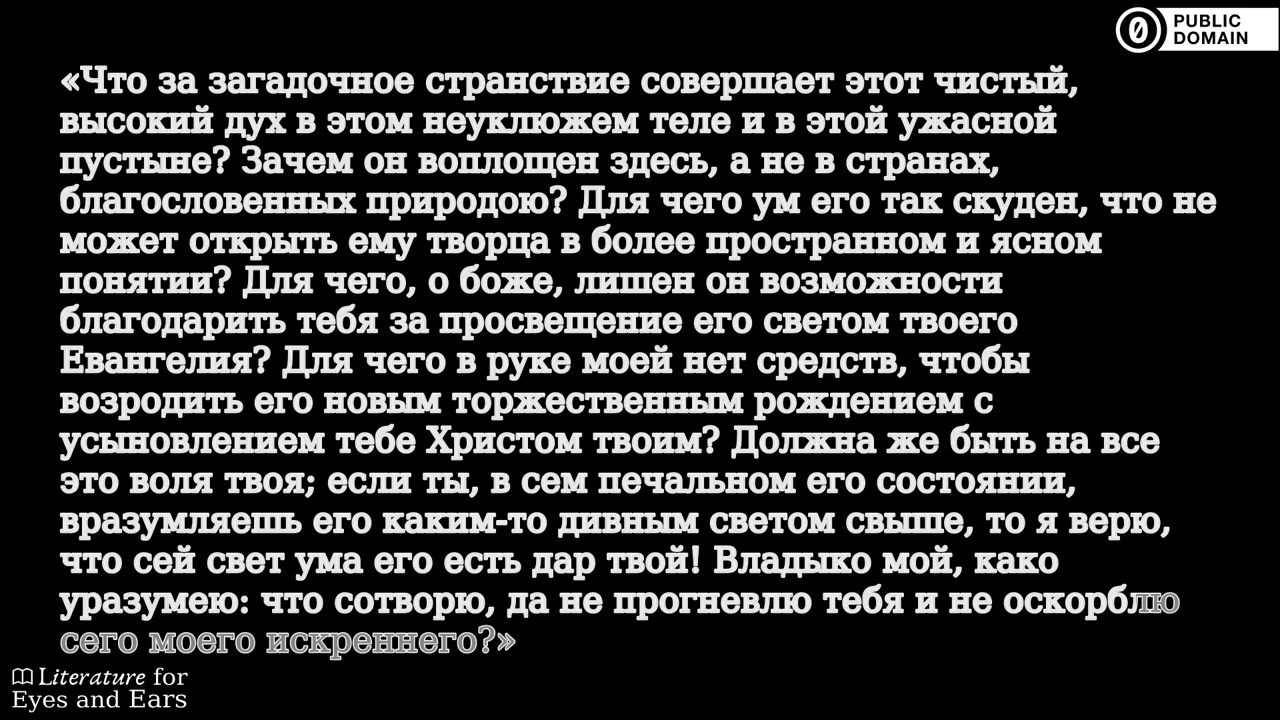 PUBLIC
DOMAIN
«Что за загадочное странствие совершает этот чистый,
высокий дух в этом неуклюжем теле и в этой ужасной
пустыне? Зачем он воплощен здесь, а не в странах,
благословенных природою? Для чего ум его так скуден, что не
может открыть ему творца в более пространном и ясном
понятии? Для чего, о боже, лишен он возможности
благодарить тебя за просвещение его светом твоего
Евангелия? Для чего в руке моей нет средств, чтобы
возродить его новым торжественным рождением с
усыновлением тебе Христом твоим? Должна же быть на все
это воля твоя; если ты, в сем печальном его состоянии,
вразумляешь его каким-то дивным светом свыше, то я верю,
что сей свет ума его есть дар твой! Владыко мой, како
уразумею: что сотворю, да не прогневлю тебя и не оскорблю
сего моего искреннего?»
Literature for
Eyes and Ears